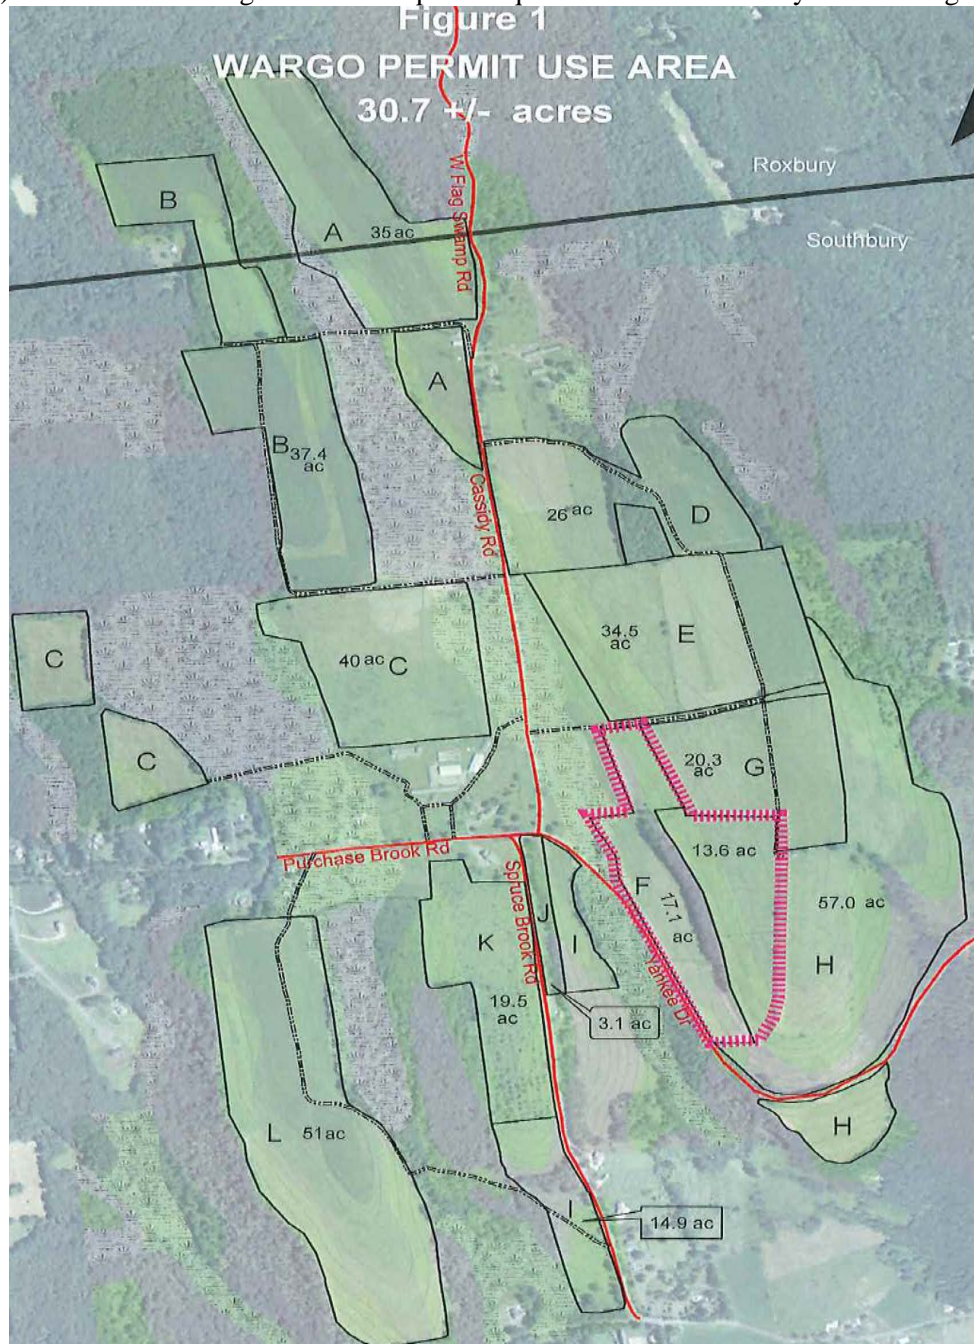 Figure 1
WARGO PERMIT USE AREA
30.7 +/- acres
Roxbury
Southbury
W Flag Swamp Rd
B
A 35 ac
A
B 37.4
ac
Cassidy Rd
26 ac
D
34.5
ac
E
C
40 ac C
C
20.3
ac
G
13.6 ac
F
17.1
ac
57.0 ac
H
Purchase Brook Rd
Spruce Brook Rd
Yankee Dr
J
I
K
19.5
ac
3.1 ac
H
L 51 ac
I
14.9 ac